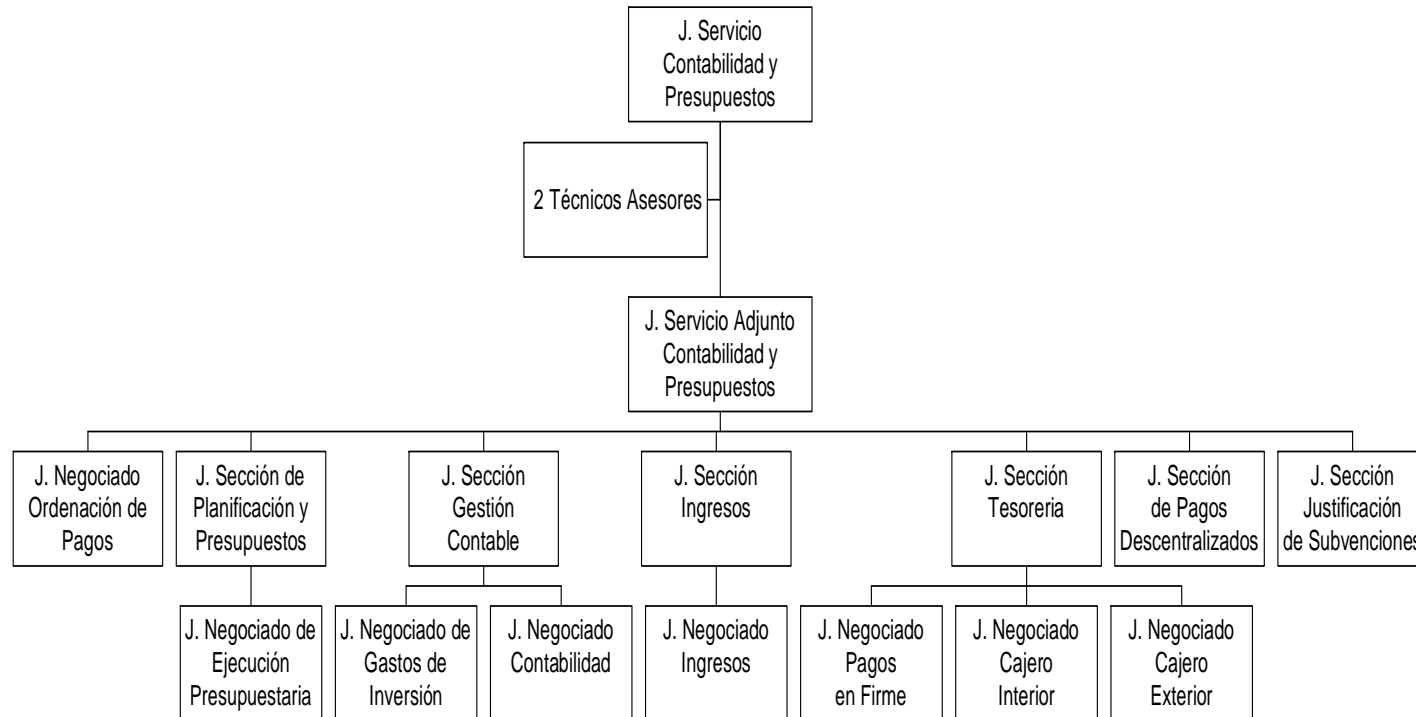 J. Servicio
Contabilidad y
Presupuestos
2 Técnicos Asesores
J. Servicio Adjunto
Contabilidad y
Presupuestos
J. Negociado
Ordenación de
Pagos
J. Sección de
Planificación y
Presupuestos
J. Sección
Gestión
Contable
J. Sección
Ingresos
J. Sección
Tesoreria
J. Sección
de Pagos
Descentralizados
J. Sección
Justificación
de Subvenciones
J. Negociado de
Ejecución
Presupuestaria
J. Negociado de
Gastos de
Inversión
J. Negociado
Contabilidad
J. Negociado
Ingresos
J. Negociado
Pagos
en Firme
J. Negociado
Cajero
Interior
J. Negociado
Cajero
Exterior